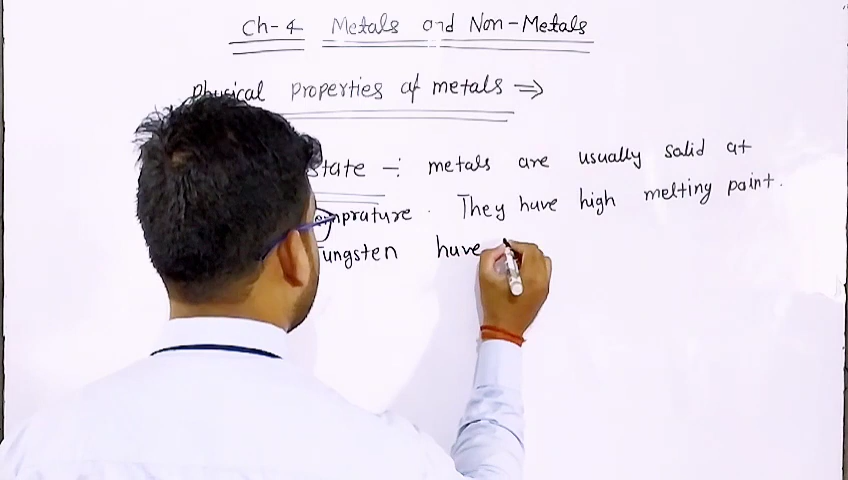 Ch-4 Metals and Non-Metals
Physical Properties of metals ⇒
State -: metals are usually solid at
temprature. They have high melting point.
Tungsten have